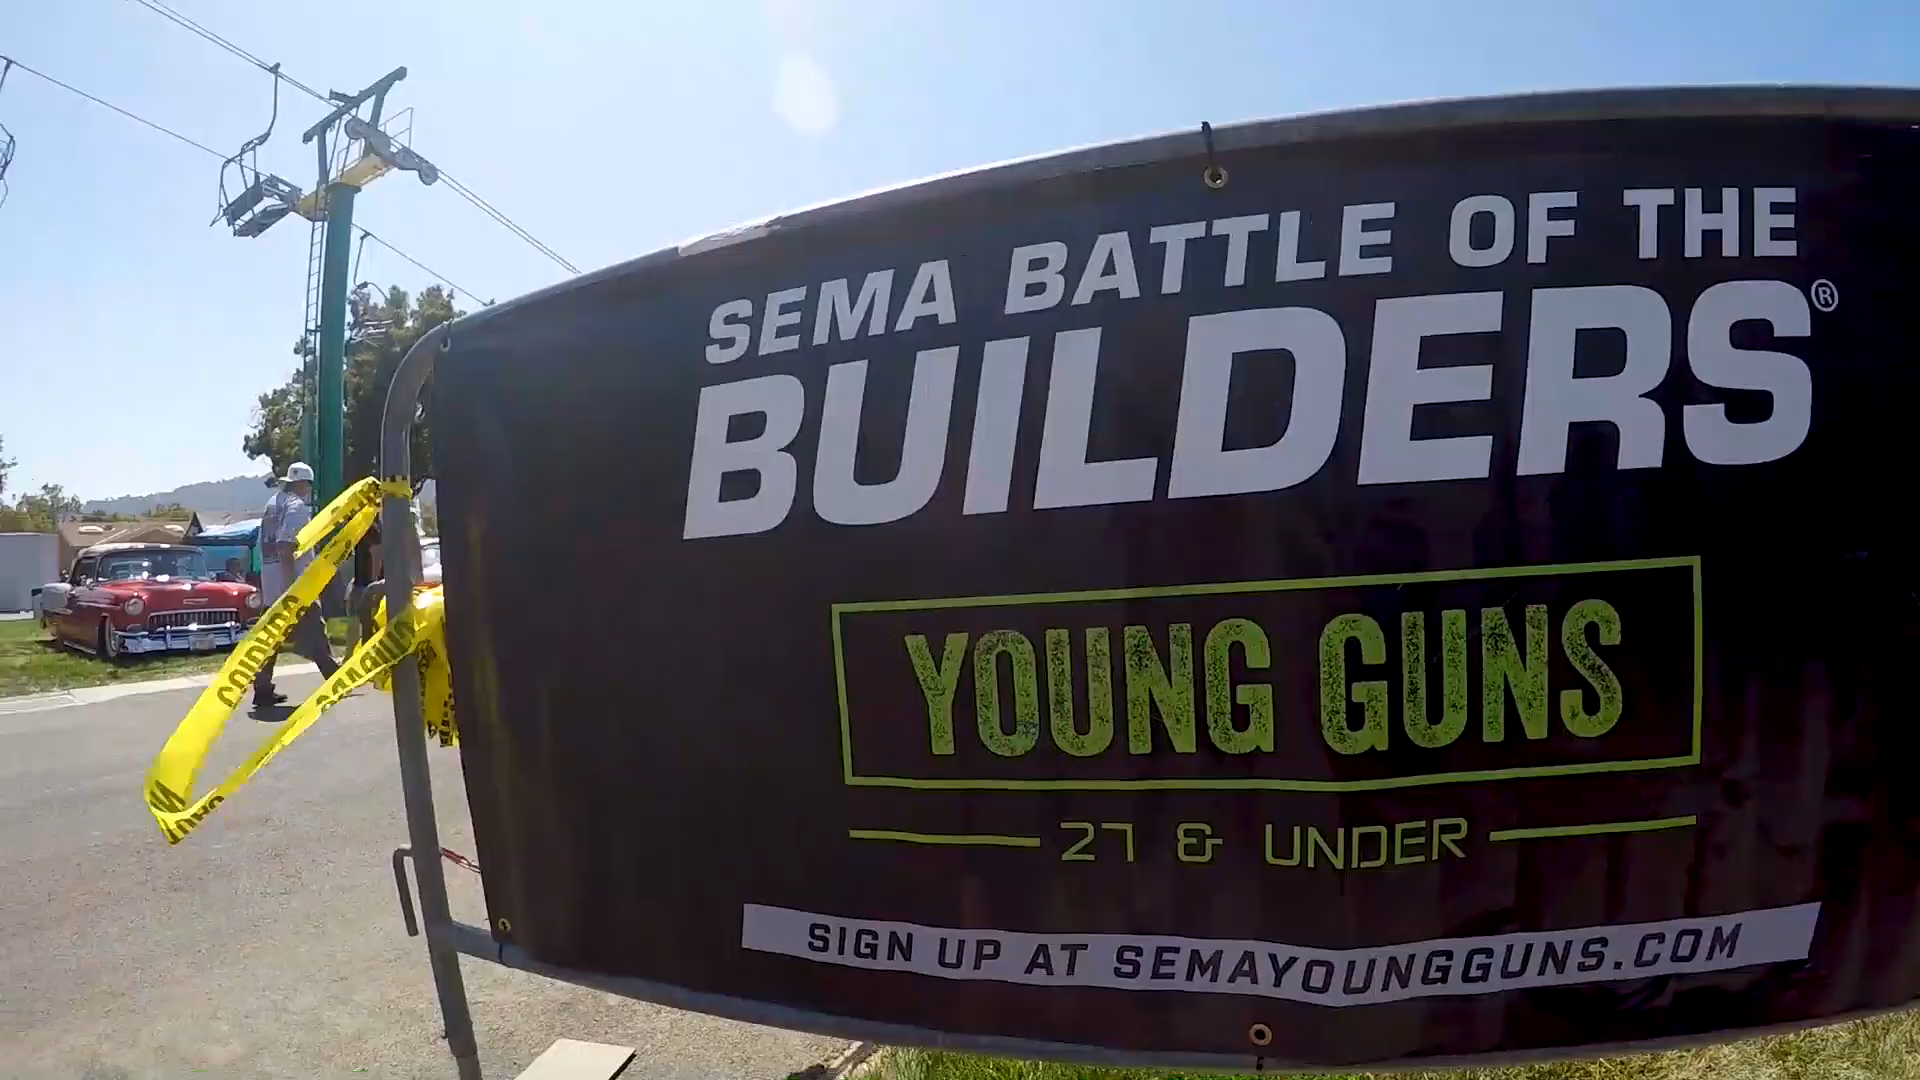 SEMA BATTLE OF THE
BUILDERS®
YOUNG GUNS
27 & UNDER
SIGN UP AT SEMAYOUNGGUNS.COM